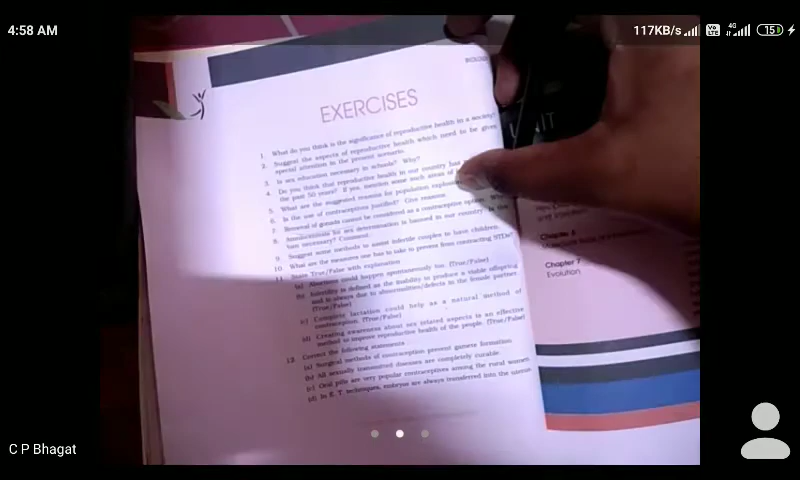 4:58 AM
117KB/s
4G
15
BIOLOGY
EXERCISES
1. What do you think is the significance of reproductive health in a society?
2. Suggest the aspects of reproductive health which need to be given
special attention in the present scenario.
3. Is sex education necessary in schools? Why?
4. Do you think that reproductive health in our country has
the past 50 years? If yes, mention some such areas of
5. What are the suggested reasons for population explosion
6. Is the use of contraceptives justified? Give reasons.
7. Removal of gonads cannot be considered as a contraceptive option. Why
8. Amniocentesis for sex determination is banned in our country. Is this
ban necessary? Comment.
9. Suggest some methods to assist infertile couples to have children.
10. What are the measures one has to take to prevent from contracting STDs?
11. State True/False with explanation
(a) Abortions could happen spontaneously too. (True/False)
(b) Infertility is defined as the inability to produce a viable offspring
and is always due to abnormalities/defects in the female partner.
(True/False)
(c) Complete lactation could help as a natural method of
contraception. (True/False)
(d) Creating awareness about sex related aspects is an effective
method to improve reproductive health of the people. (True/False)
12. Correct the following statements
(a) Surgical methods of contraception prevent gamete formation.
(b) All sexually transmitted diseases are completely curable.
(c) Oral pills are very popular contraceptives among the rural women.
(d) In E. T. techniques, embryos are always transferred into the uterus
UNIT
Chapter 6
Chapter 7
Evolution
C P Bhagat